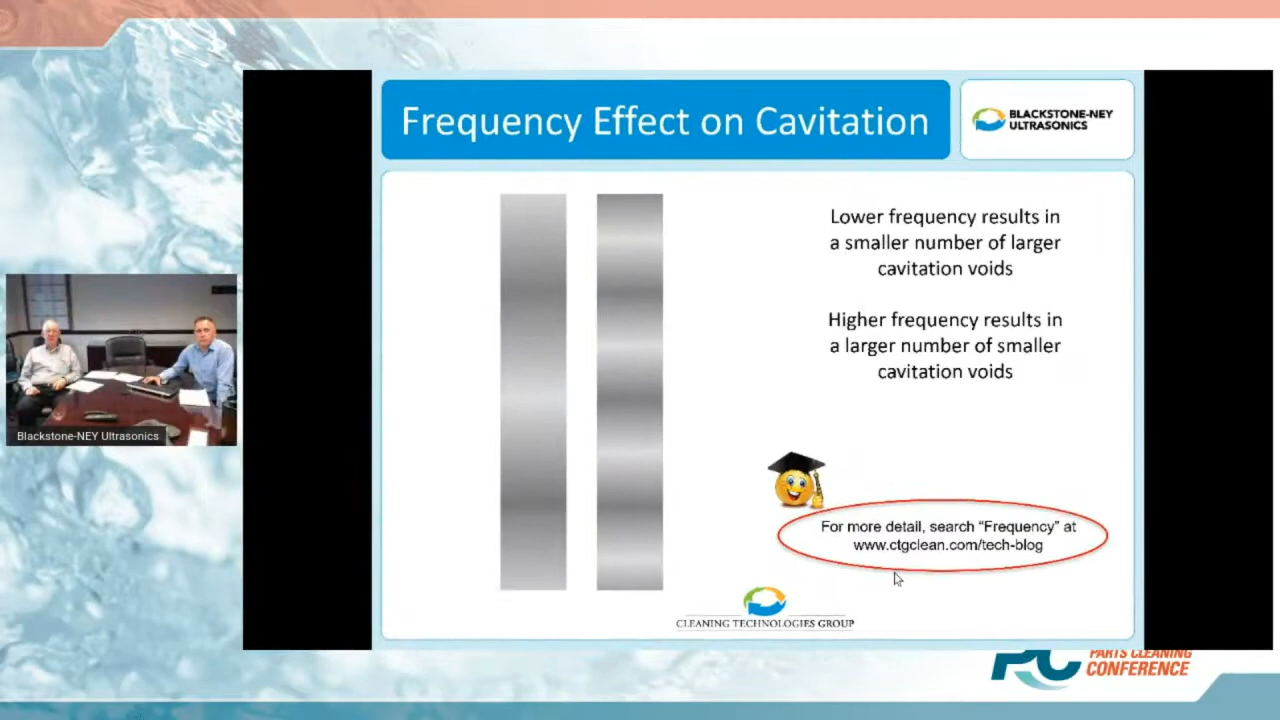 Frequency Effect on Cavitation
BLACKSTONE-NEY
ULTRASONICS
Lower frequency results in
a smaller number of larger
cavitation voids
Higher frequency results in
a larger number of smaller
cavitation voids
For more detail, search “Frequency” at
www.ctgclean.com/tech-blog
CLEANING TECHNOLOGIES GROUP
Blackstone-NEY Ultrasonics
PC
PARTS CLEANING
CONFERENCE